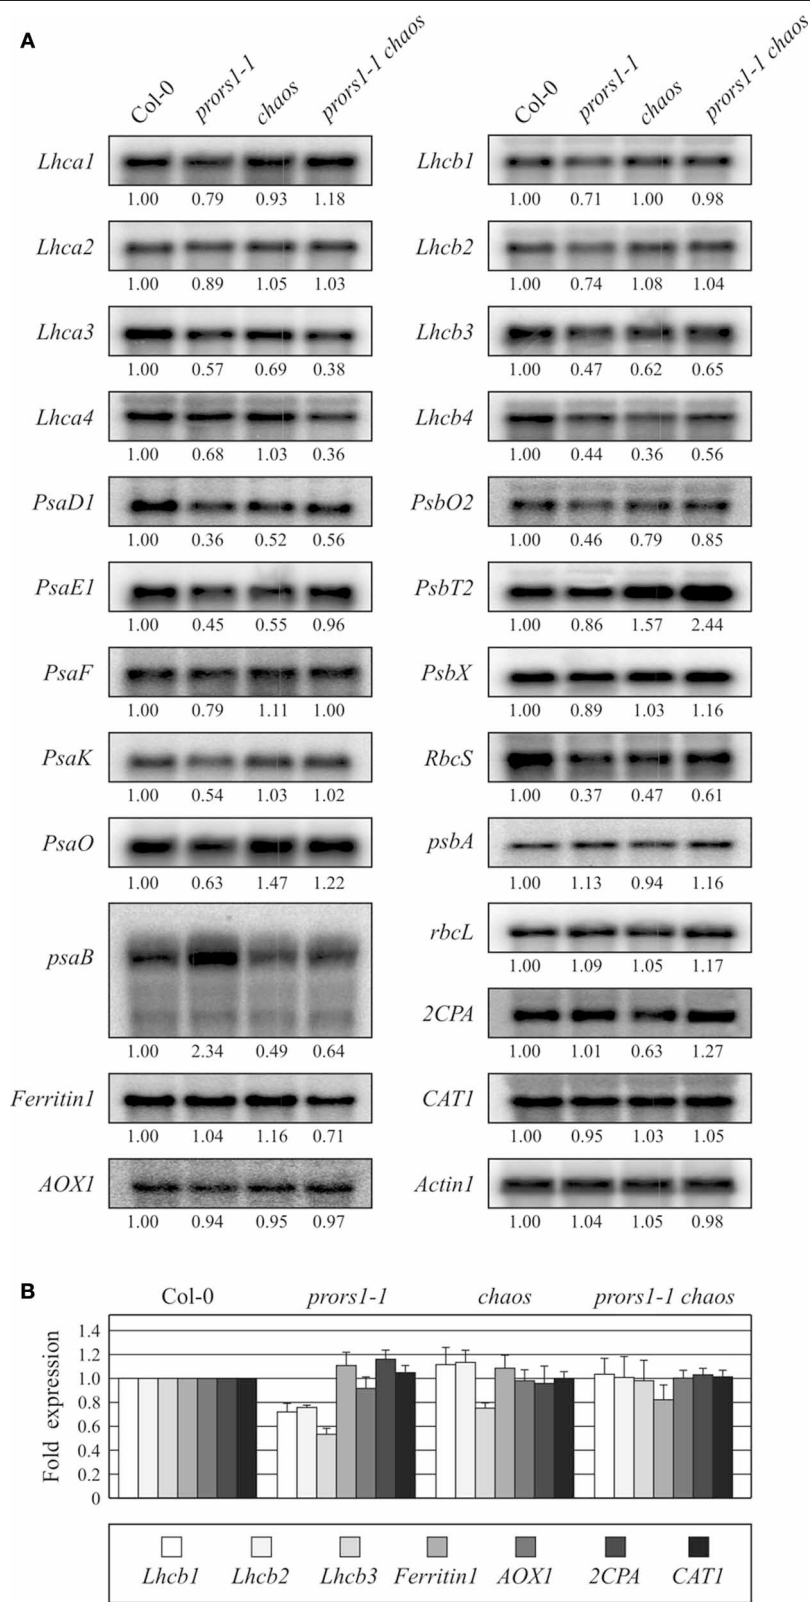 A
Col-0 prors1-1 chaos prors1-1 chaos
Lhca1
1.00 0.79 0.93 1.18
Lhca2
1.00 0.89 1.05 1.03
Lhca3
1.00 0.57 0.69 0.38
Lhca4
1.00 0.68 1.03 0.36
PsaD1
1.00 0.36 0.52 0.56
PsaE1
1.00 0.45 0.55 0.96
PsaF
1.00 0.79 1.11 1.00
PsaK
1.00 0.54 1.03 1.02
PsaO
1.00 0.63 1.47 1.22
psaB
1.00 2.34 0.49 0.64
Ferritin1
1.00 1.04 1.16 0.71
AOX1
1.00 0.94 0.95 0.97
Col-0 prors1-1 chaos prors1-1 chaos
Lhcb1
1.00 0.71 1.00 0.98
Lhcb2
1.00 0.74 1.08 1.04
Lhcb3
1.00 0.47 0.62 0.65
Lhcb4
1.00 0.44 0.36 0.56
PsbO2
1.00 0.46 0.79 0.85
PsbT2
1.00 0.86 1.57 2.44
PsbX
1.00 0.89 1.03 1.16
RbcS
1.00 0.37 0.47 0.61
psbA
1.00 1.13 0.94 1.16
rbcL
1.00 1.09 1.05 1.17
2CPA
1.00 1.01 0.63 1.27
CAT1
1.00 0.95 1.03 1.05
Actin1
1.00 1.04 1.05 0.98
B
Col-0 prors1-1 chaos prors1-1 chaos
Fold expression
1.4
1.2
1.0
0.8
0.6
0.4
0.2
0
Lhcb1 Lhcb2 Lhcb3 Ferritin1 AOX1 2CPA CAT1